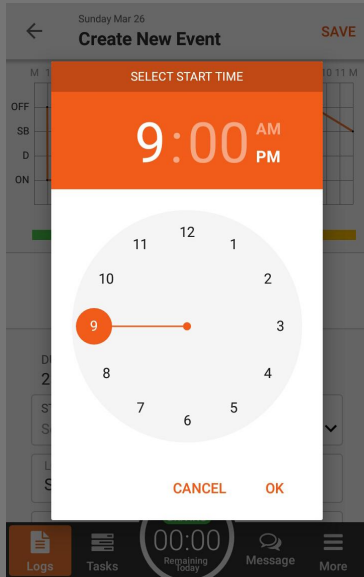 Sunday Mar 26
Create New Event
SAVE
M 1
10 11 M
SELECT START TIME
OFF
SB
D
ON
9:00
AM
PM
12
1
2
3
4
5
6
7
8
9
10
11
2
CANCEL
OK
00:00
Remaining
Today
Logs
Tasks
Message
More